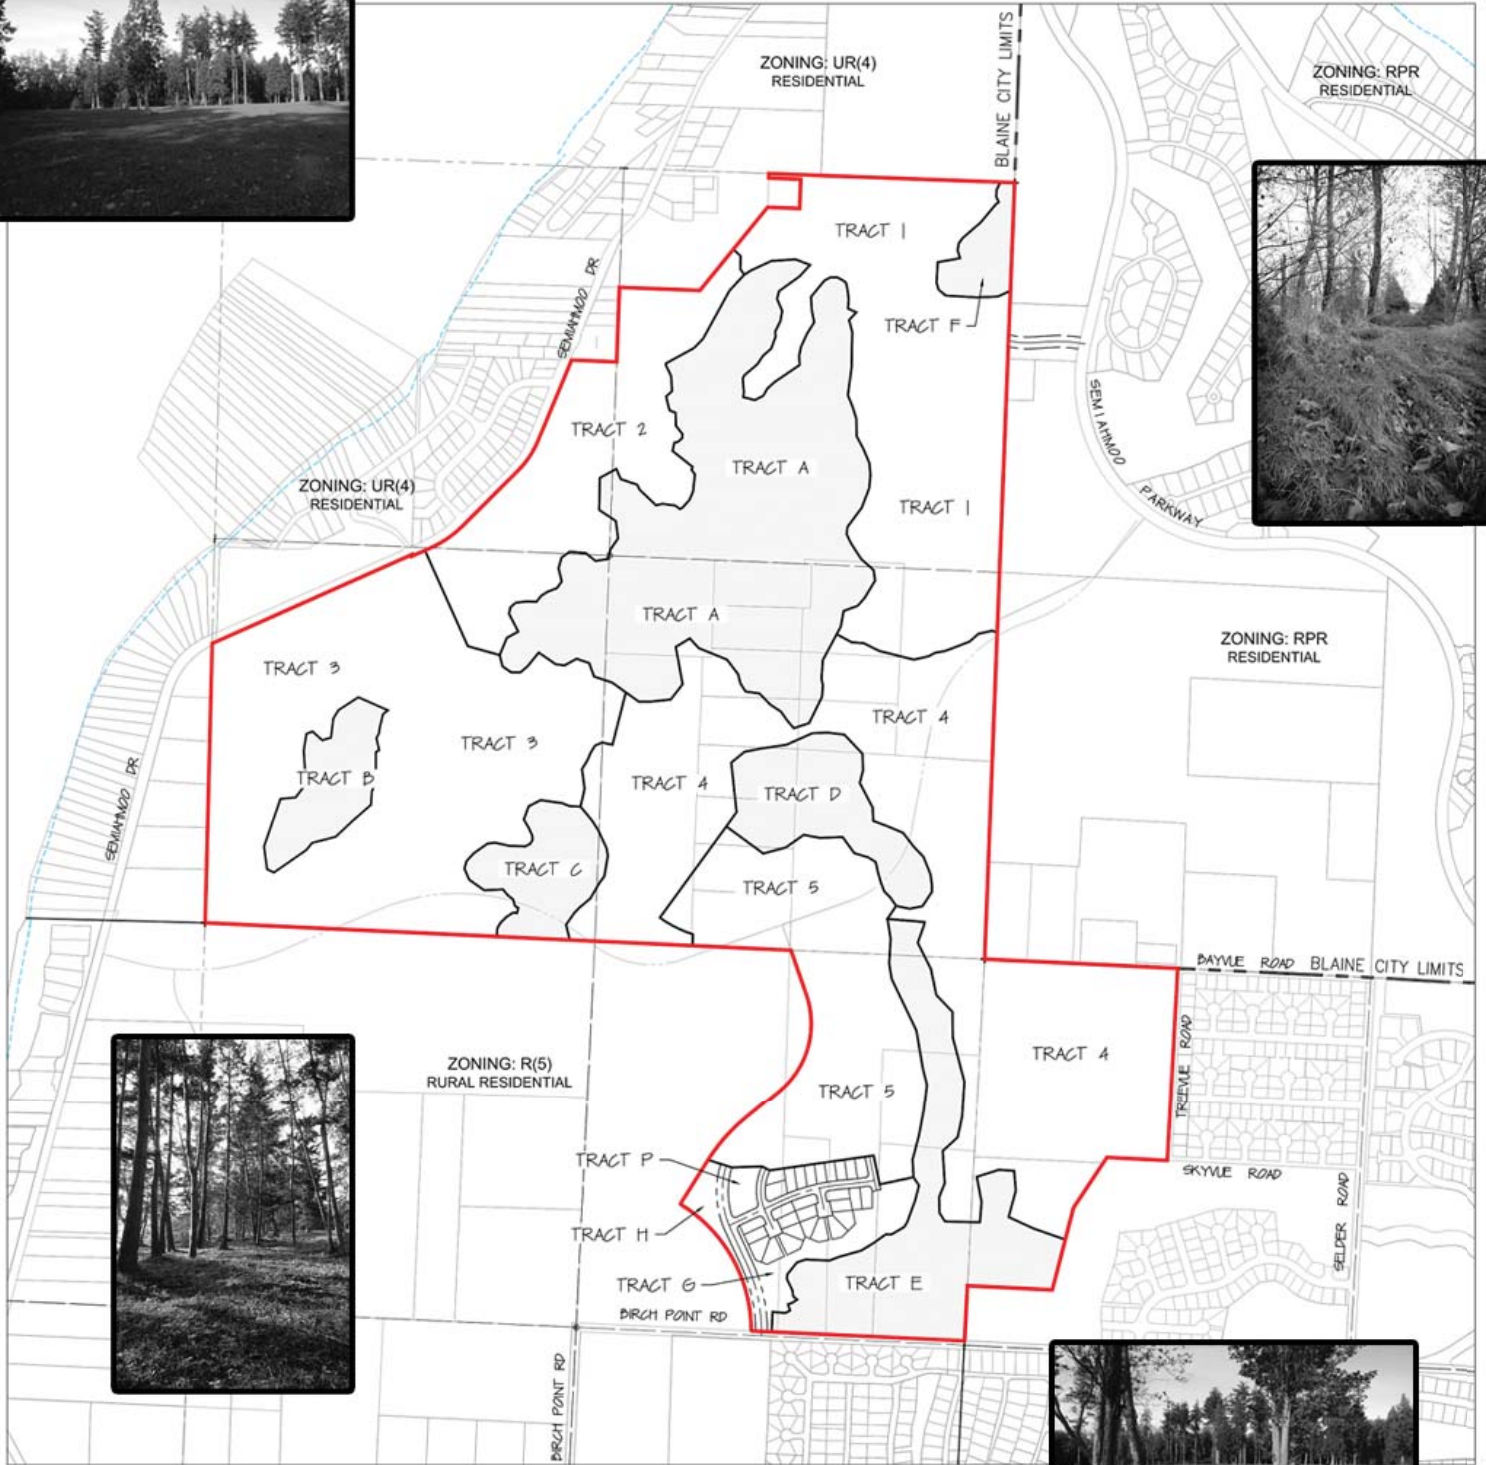 ZONING: UR(4)
RESIDENTIAL
BLAINE CITY LIMITS
ZONING: RPR
RESIDENTIAL
TRACT 1
TRACT F
SEMIAHMOO DR
TRACT 2
TRACT A
SEMIAHMOO
PARKWAY
ZONING: UR(4)
RESIDENTIAL
TRACT 1
TRACT A
ZONING: RPR
RESIDENTIAL
TRACT 3
TRACT 4
TRACT 3
TRACT B
TRACT 4
TRACT D
SEMIAHMOO DR
TRACT C
TRACT 5
BAYVUE ROAD
BLAINE CITY LIMITS
TREEVUE ROAD
TRACT 4
ZONING: R(5)
RURAL RESIDENTIAL
TRACT 5
TRACT P
SKYVUE ROAD
SELDER ROAD
TRACT H
TRACT G
TRACT E
BIRCH POINT RD
BIRCH POINT RD